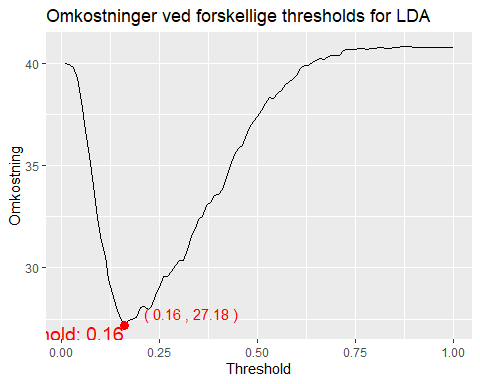 Omkostninger ved forskellige thresholds for LDA
Omkostning
40
35
30
( 0.16 , 27.18 )
hold: 0.16
0.00 0.25 0.50 0.75 1.00
Threshold